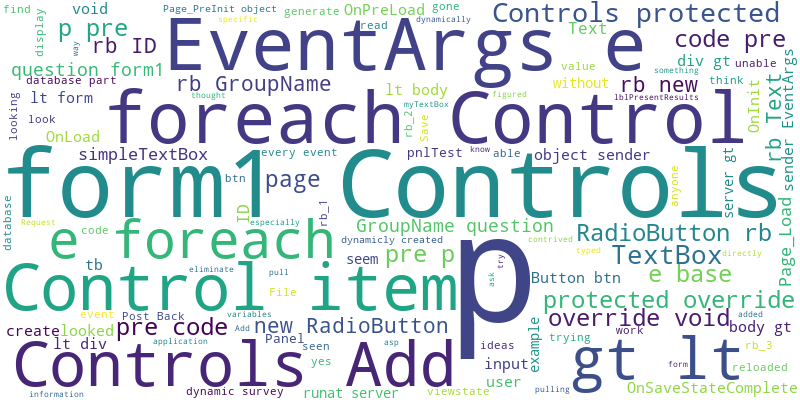 find
void
Page_PreInit object
generate
OnPreLoad
gone
specific
dynamically
Controls protected
display
p pre
way
rb ID
EventArgs e
read
Text
code pre
question form1
database part
rb GroupName
without
value
div gt
unable
think
something
looking
lt form
look
thought
lt body
myTextBox
rb new
lblPresentResults
OnInit
rb Text
sender EventArgs
foreach Control
OnLoad
figured
rb_2
Save
simpleTextBox
every event
pnlTest
know
able
object sender
form1 Controls
btn
page
server gt
anyone
database
ID
rb_1
Request
code
especially
GroupName question
contrived
RadioButton rb
Page_Load
e foreach
dynamicly created
typed
directly
eliminate
pull
seem
pre p
p
try
ask
TextBox
tb
Button btn
e base
Control item
File
variables
protected override
event
Post Back
create
looked
pre code
Add
new RadioButton
ideas
example
added
override void
body gt
work
lt div
application
Panel
seen
asp
input
trying
rb_3
form
reloaded
Controls Add
yes
user
gt lt
information
dynamic survey
runat server
viewstate
pulling
OnSaveStateComplete